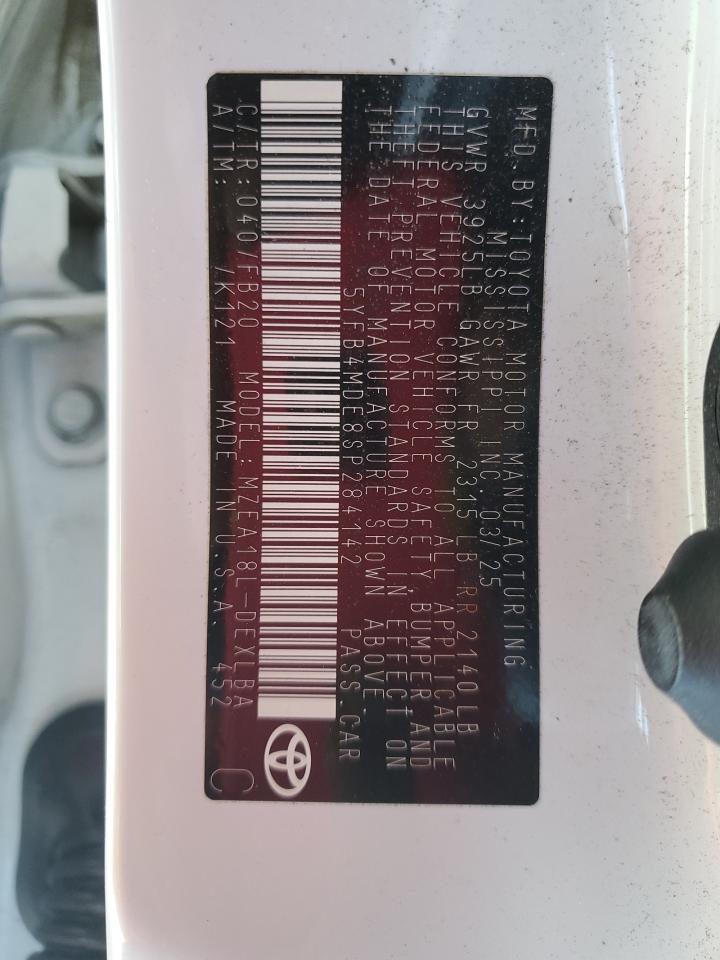 MFD. BY:TOYOTA MOTOR MANUFACTURING
MISSISSIPPI INC. 03/25
GVWR 3925LB GAWR FR 2315 LB RR 2140LB
THIS VEHICLE CONFORMS TO ALL APPLICABLE
FEDERAL MOTOR VEHICLE SAFETY, BUMPER AND
THEFT PREVENTION STANDARDS IN EFFECT ON
THE DATE OF MANUFACTURE SHOWN ABOVE.
5YFB4MDE8SP284142 PASS.CAR
C/TR:040/FB20 MODEL:MZEA18L-DEXLBA
A/TM: /K121 MADE IN U.S.A. 452
C